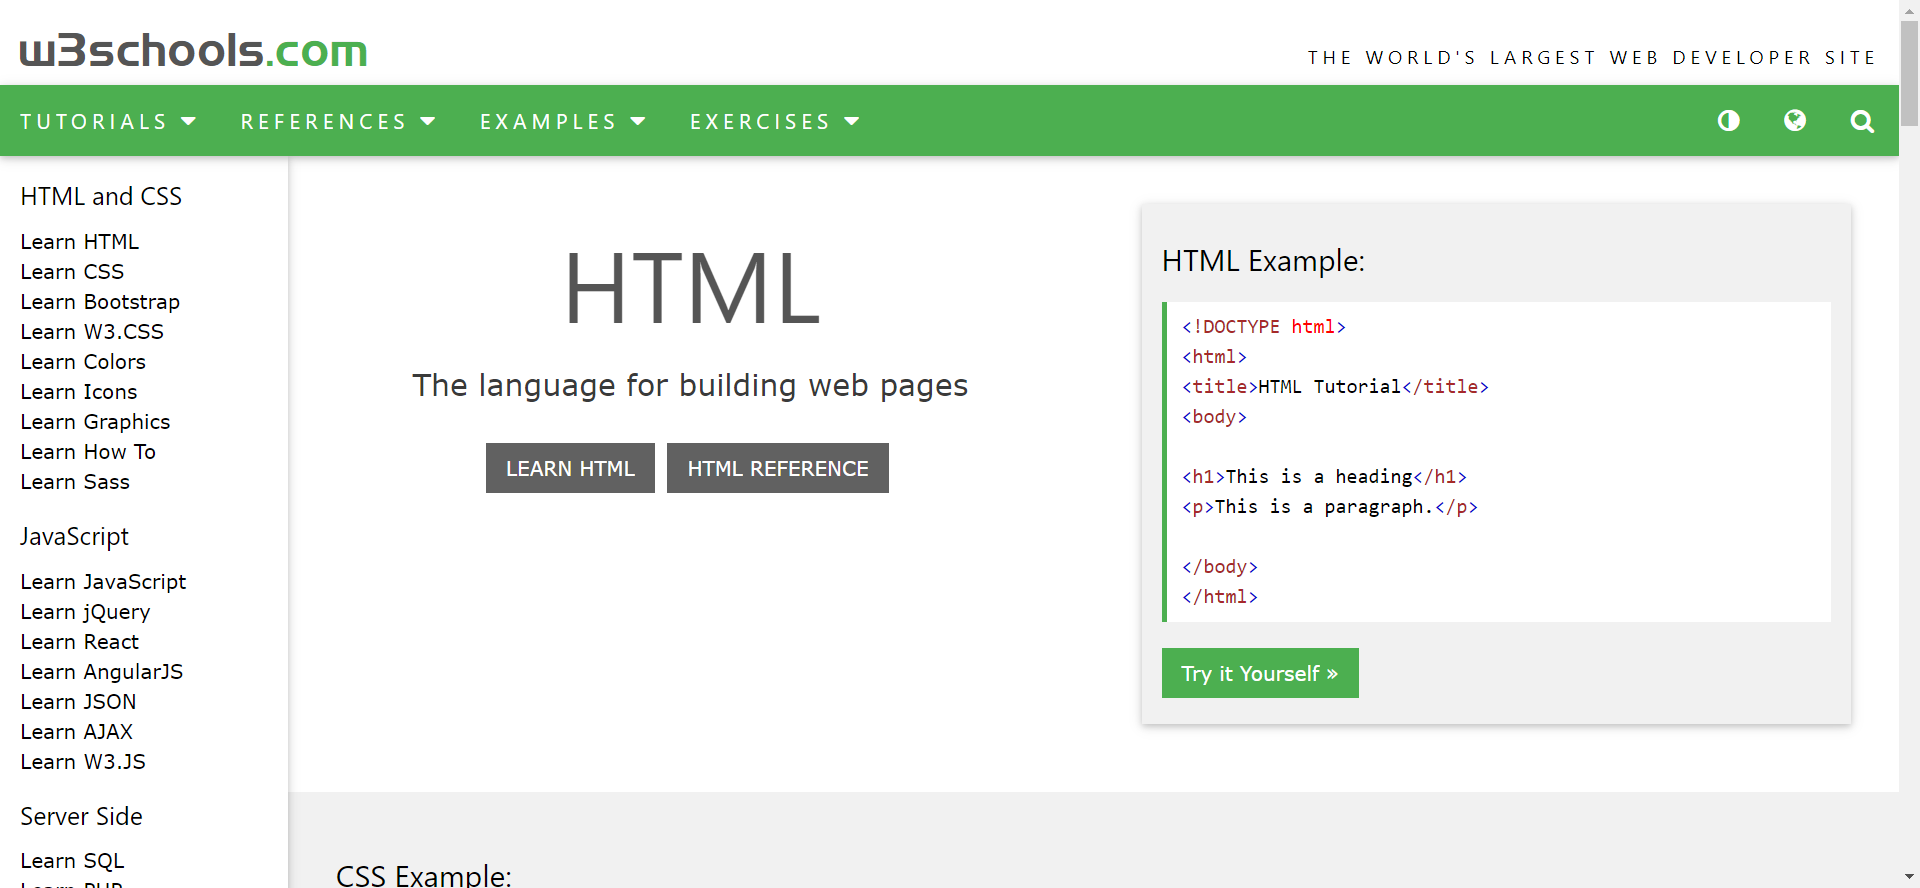 w3schools.com
THE WORLD'S LARGEST WEB DEVELOPER SITE
TUTORIALS REFERENCES EXAMPLES EXERCISES
HTML and CSS
Learn HTML
Learn CSS
Learn Bootstrap
Learn W3.CSS
Learn Colors
Learn Icons
Learn Graphics
Learn How To
Learn Sass
JavaScript
Learn JavaScript
Learn jQuery
Learn React
Learn AngularJS
Learn JSON
Learn AJAX
Learn W3.JS
Server Side
Learn SQL
Learn PHP
HTML
The language for building web pages
LEARN HTML HTML REFERENCE
HTML Example:
<!DOCTYPE html>
<html>
<title>HTML Tutorial</title>
<body>
<h1>This is a heading</h1>
<p>This is a paragraph.</p>
</body>
</html>
Try it Yourself »
CSS Example: